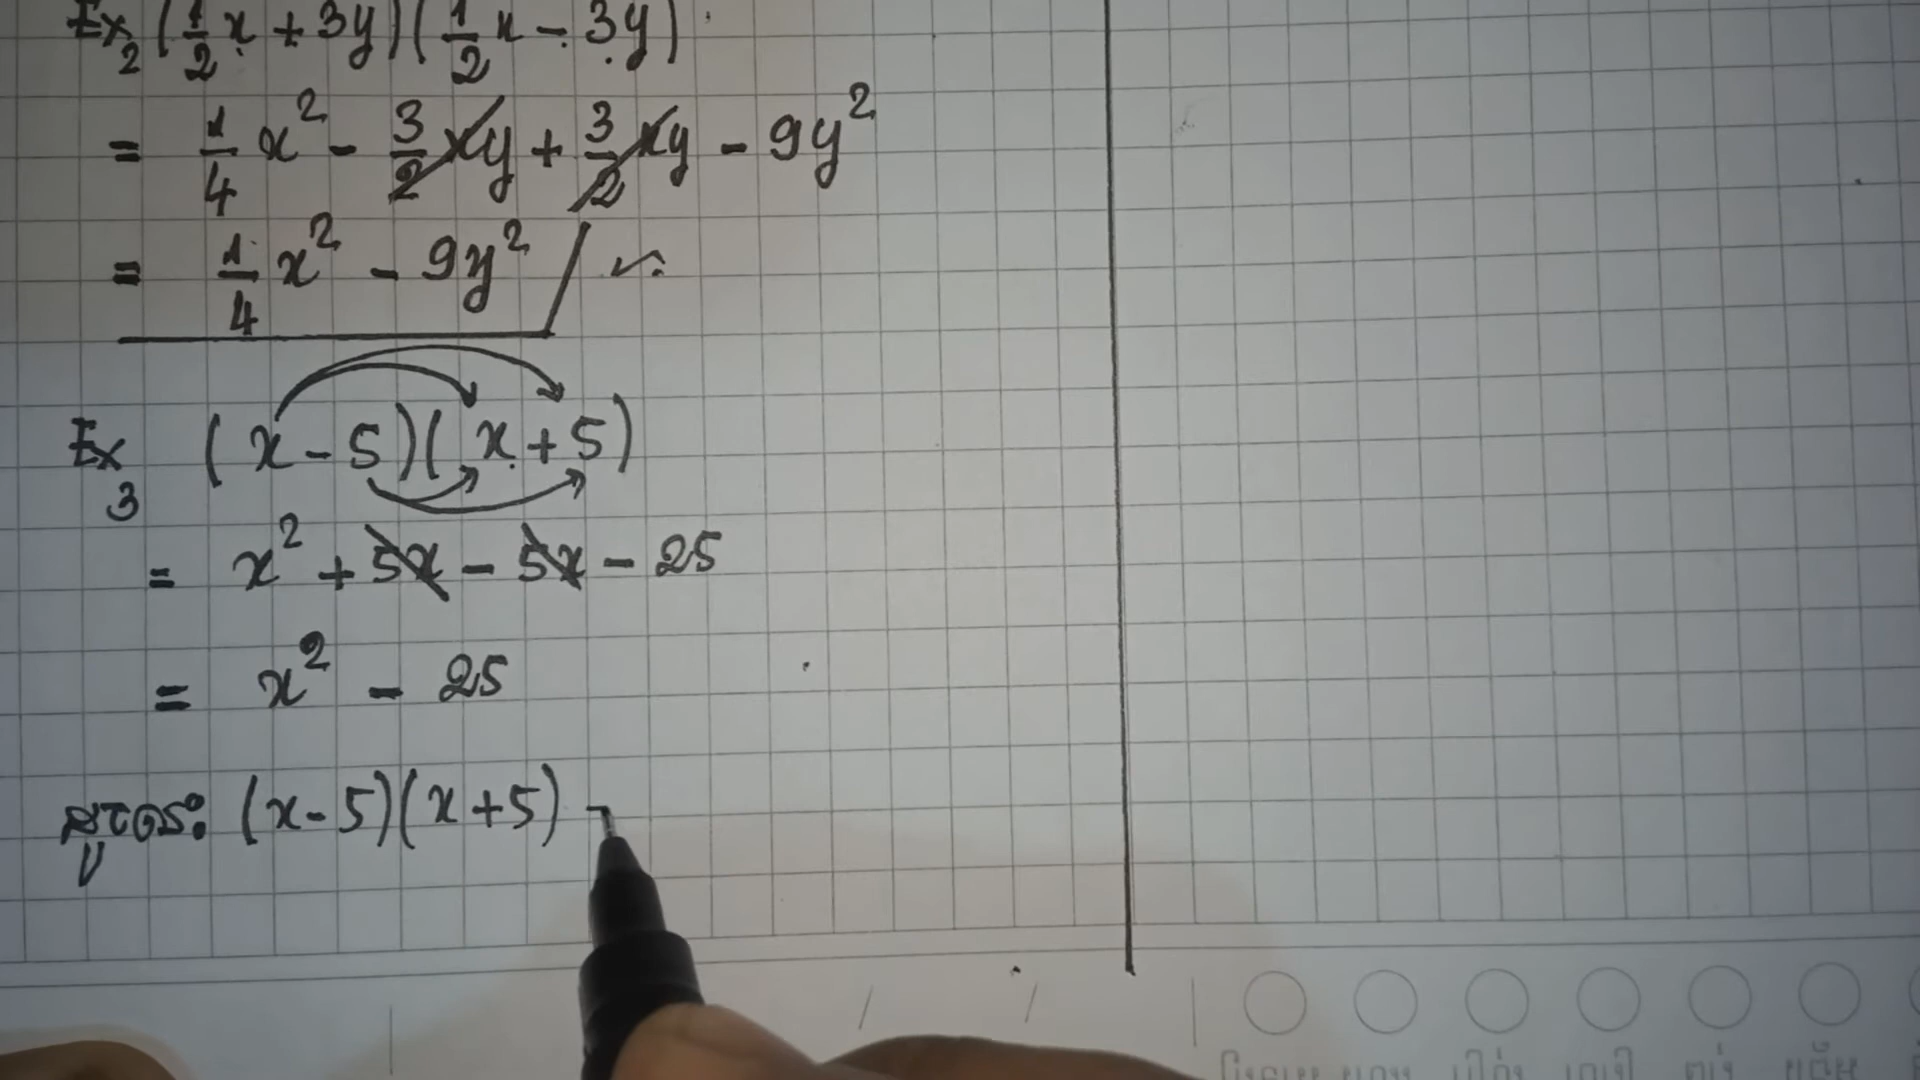 Ex₂ (½x + 3y)(½x - 3y)
= ¼x² - 3/2xy + 3/2xy - 9y²
= ¼x² - 9y²
Ex₃ (x - 5)(x + 5)
= x² + 5x - 5x - 25
= x² - 25
(x - 5)(x + 5) -